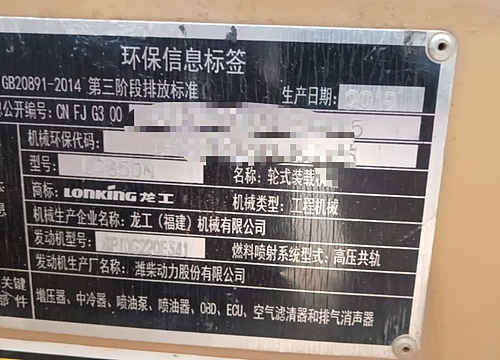 环保信息标签
GB20891-2014 第三阶段排放标准 生产日期:
公开编号: CN FJ G3 00
机械环保代码:
型号: 名称: 轮式装载
商标: LONKING 龙工 机械类型: 工程机械
机械生产企业名称: 龙工(福建)机械有限公司
发动机型号: 燃料喷射系统型式: 高压共轨
发动机生产厂名称: 潍柴动力股份有限公司
关键
部件 增压器、中冷器、喷油泵、喷油器、OBD、ECU、空气滤清器和排气消声器